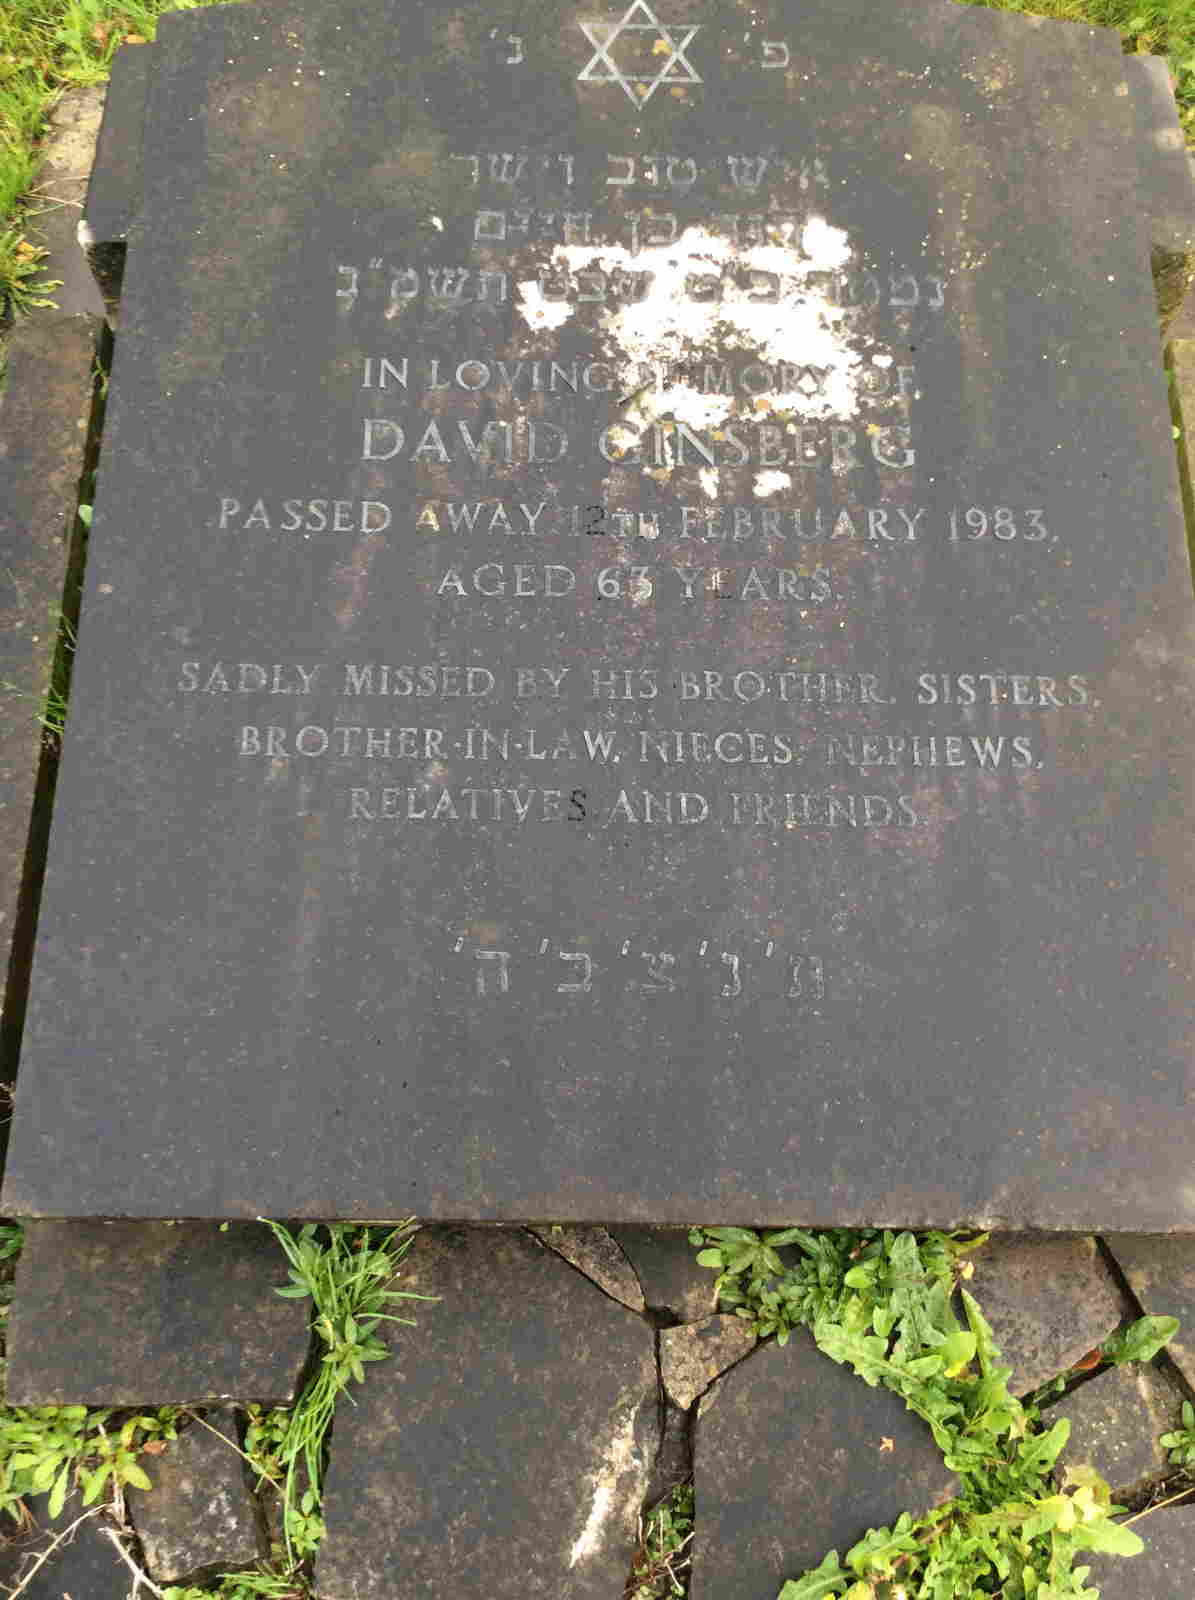 פ' נ'
איש טוב וישר
דוד בן חיים
נפטר כ"ט שבט תשמ"ג
IN LOVING MEMORY OF
DAVID GINSBERG
PASSED AWAY 12TH FEBRUARY 1983.
AGED 63 YEARS.
SADLY MISSED BY HIS BROTHER, SISTERS,
BROTHER-IN-LAW, NIECES, NEPHEWS,
RELATIVES AND FRIENDS.
ת' נ' צ' ב' ה'